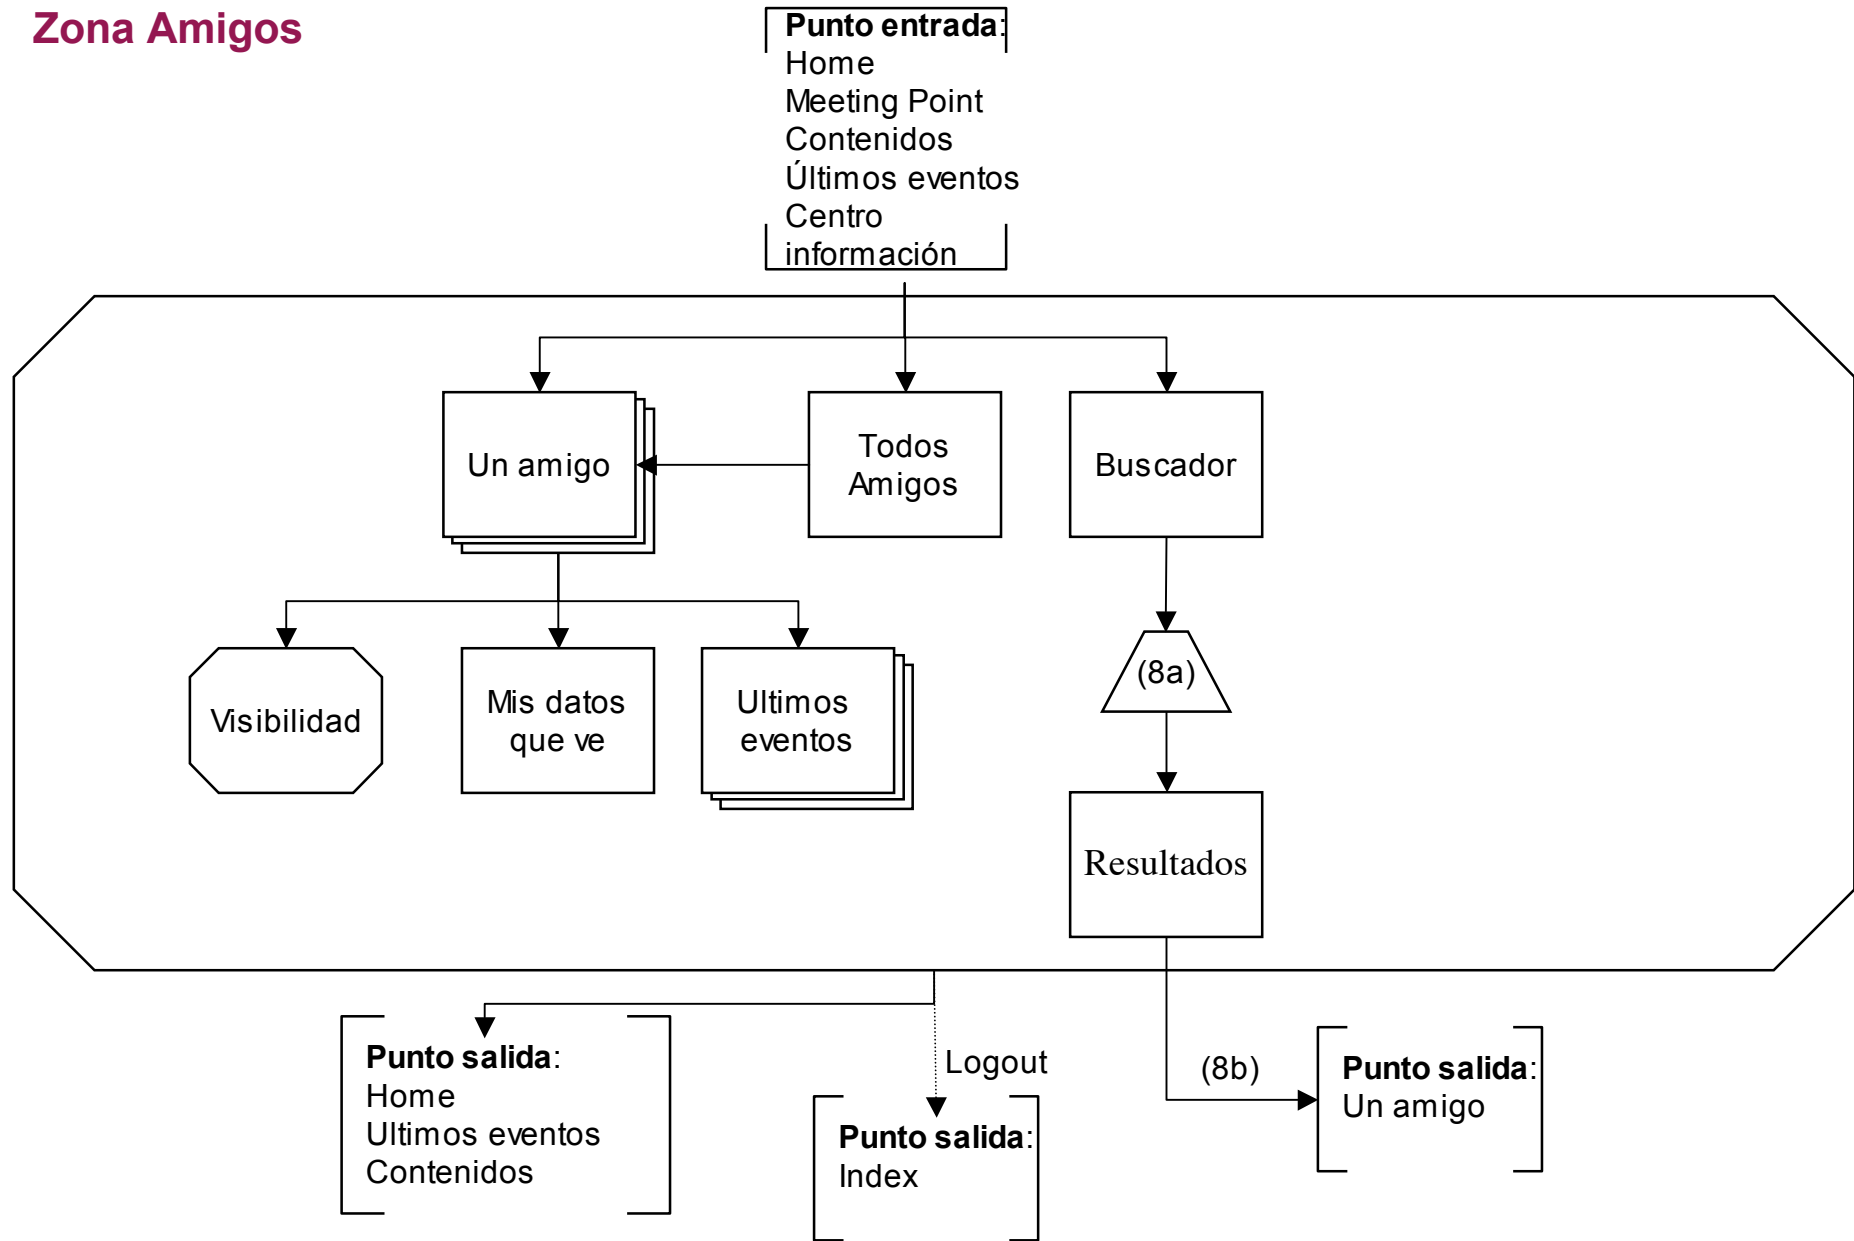 Zona Amigos
Punto entrada:
Home
Meeting Point
Contenidos
Últimos eventos
Centro
información
Un amigo
Todos
Amigos
Buscador
(8a)
Visibilidad
Mis datos
que ve
Ultimos
eventos
Resultados
Punto salida:
Home
Ultimos eventos
Contenidos
Logout
Punto salida:
Index
(8b)
Punto salida:
Un amigo